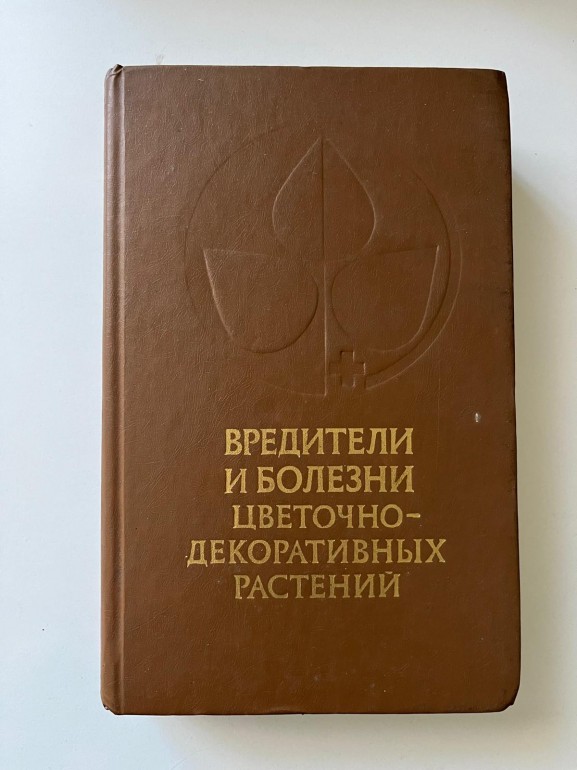 ВРЕДИТЕЛИ
И БОЛЕЗНИ
ЦВЕТОЧНО-
ДЕКОРАТИВНЫХ
РАСТЕНИЙ